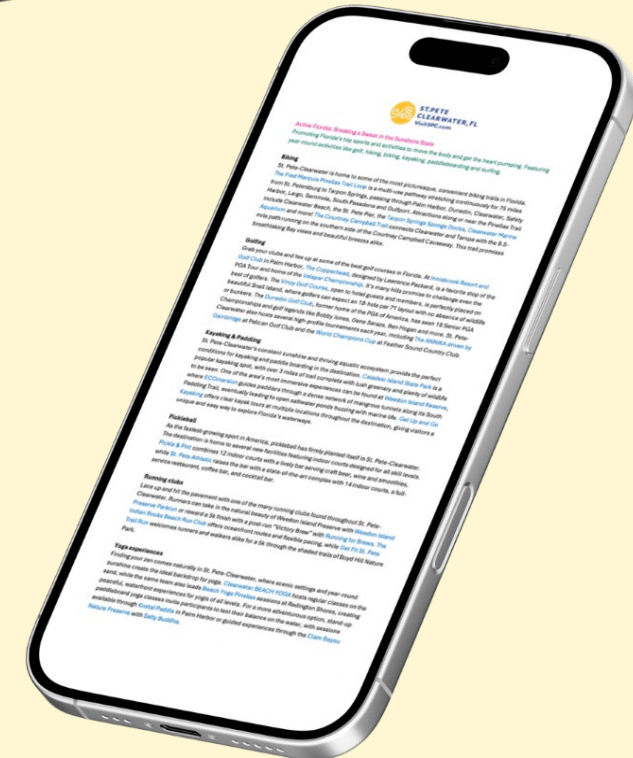 ST.PETE
CLEARWATER, FL
VisitSPC.com
Active Florida: Breaking a Sweat in the Sunshine State
Promoting Florida's top sports and activities to move the body and get the heart pumping. Featuring
year-round activities like golf, hiking, biking, kayaking, paddleboarding and surfing.
Biking
St. Pete-Clearwater is home to some of the most picturesque, convenient biking trails in Florida.
The Fred Marquis Pinellas Trail Loop is a multi-use pathway stretching continuously for 75 miles
from St. Petersburg to Tarpon Springs, passing through Palm Harbor, Dunedin, Clearwater, Safety
Harbor, Largo, Seminole, South Pasadena and Gulfport. Attractions along or near the Pinellas Trail
include Clearwater Beach, the St. Pete Pier, the Tarpon Springs Sponge Docks, Clearwater Marine
Aquarium and more! The Courtney Campbell Trail connects Clearwater and Tampa with the 9.5-
mile path running on the southern side of the Courtney Campbell Causeway. This trail promises
breathtaking Bay views and beautiful breezes alike.
Golfing
Grab your clubs and tee up at some of the best golf courses in Florida. At Innisbrook Resort and
Golf Club in Palm Harbor, The Copperhead, designed by Lawrence Packard, is a favorite stop of the
PGA Tour and home of the Valspar Championship. It's many hills promise to challenge even the
best of golfers. The Vinoy Golf Course, open to hotel guests and members, is perfectly placed on
beautiful Snell Island, where golfers can expect an 18-hole par 71 layout with no absence of wildlife
or bunkers. The Dunedin Golf Club, former home of the PGA of America, has seen 18 Senior PGA
Championships and golf legends like Bobby Jones, Gene Sarazen, Ben Hogan and more. St. Pete-
Clearwater also hosts several high-profile tournaments each year, including The ANNIKA driven by
Gainbridge at Pelican Golf Club and the World Champions Cup at Feather Sound Country Club.
Kayaking & Paddling
St. Pete-Clearwater's constant sunshine and thriving aquatic ecosystem provide the perfect
conditions for kayaking and paddle boarding in the destination. Caladesi Island State Park is a
popular kayaking spot, with over 3 miles of trail complete with lush greenery and plenty of wildlife
to be seen. One of the area's most immersive experiences can be found at Weedon Island Preserve,
where ECOmersion guides paddlers through a dense network of mangrove tunnels along its South
Paddling Trail, eventually leading to open saltwater ponds buzzing with marine life. Get Up and Go
Kayaking offers clear kayak tours at multiple locations throughout the destination, giving visitors a
unique and easy way to explore Florida's waterways.
Pickleball
As the fastest-growing sport in America, pickleball has firmly planted itself in St. Pete-Clearwater.
The destination is home to several new facilities featuring indoor courts designed for all skill levels.
Pickle & Pint combines 12 indoor courts with a lively bar serving craft beer, wine and smoothies,
while St. Pete Athletic raises the bar with a state-of-the-art complex with 14 indoor courts, a full-
service restaurant, coffee bar, and cocktail bar.
Running clubs
Lace up and hit the pavement with one of the many running clubs found throughout St. Pete-
Clearwater. Runners can take in the natural beauty of Weedon Island Preserve with Weedon Island
Preserve Parkrun or reward a 5k finish with a post-run "Victory Brew" with Running for Brews. The
Indian Rocks Beach Run Club offers oceanfront routes and flexible pacing, while Get Fit St. Pete
Trail Run welcomes runners and walkers alike for a 5k through the shaded trails of Boyd Hill Nature
Park.
Yoga experiences
Finding your zen comes naturally in St. Pete-Clearwater, where scenic settings and year-round
sunshine create the ideal backdrop for yoga. Clearwater BEACH YOGA hosts regular classes on the
sand, while the same team also leads Beach Yoga Pinellas sessions at Redington Shores, creating
peaceful, waterfront experiences for yogis of all levels. For a more adventurous option, stand-up
paddleboard yoga classes invite participants to test their balance on the water, with sessions
available through Kostal Paddle in Palm Harbor or guided experiences through the Clam Bayou
Nature Preserve with Salty Buddha.